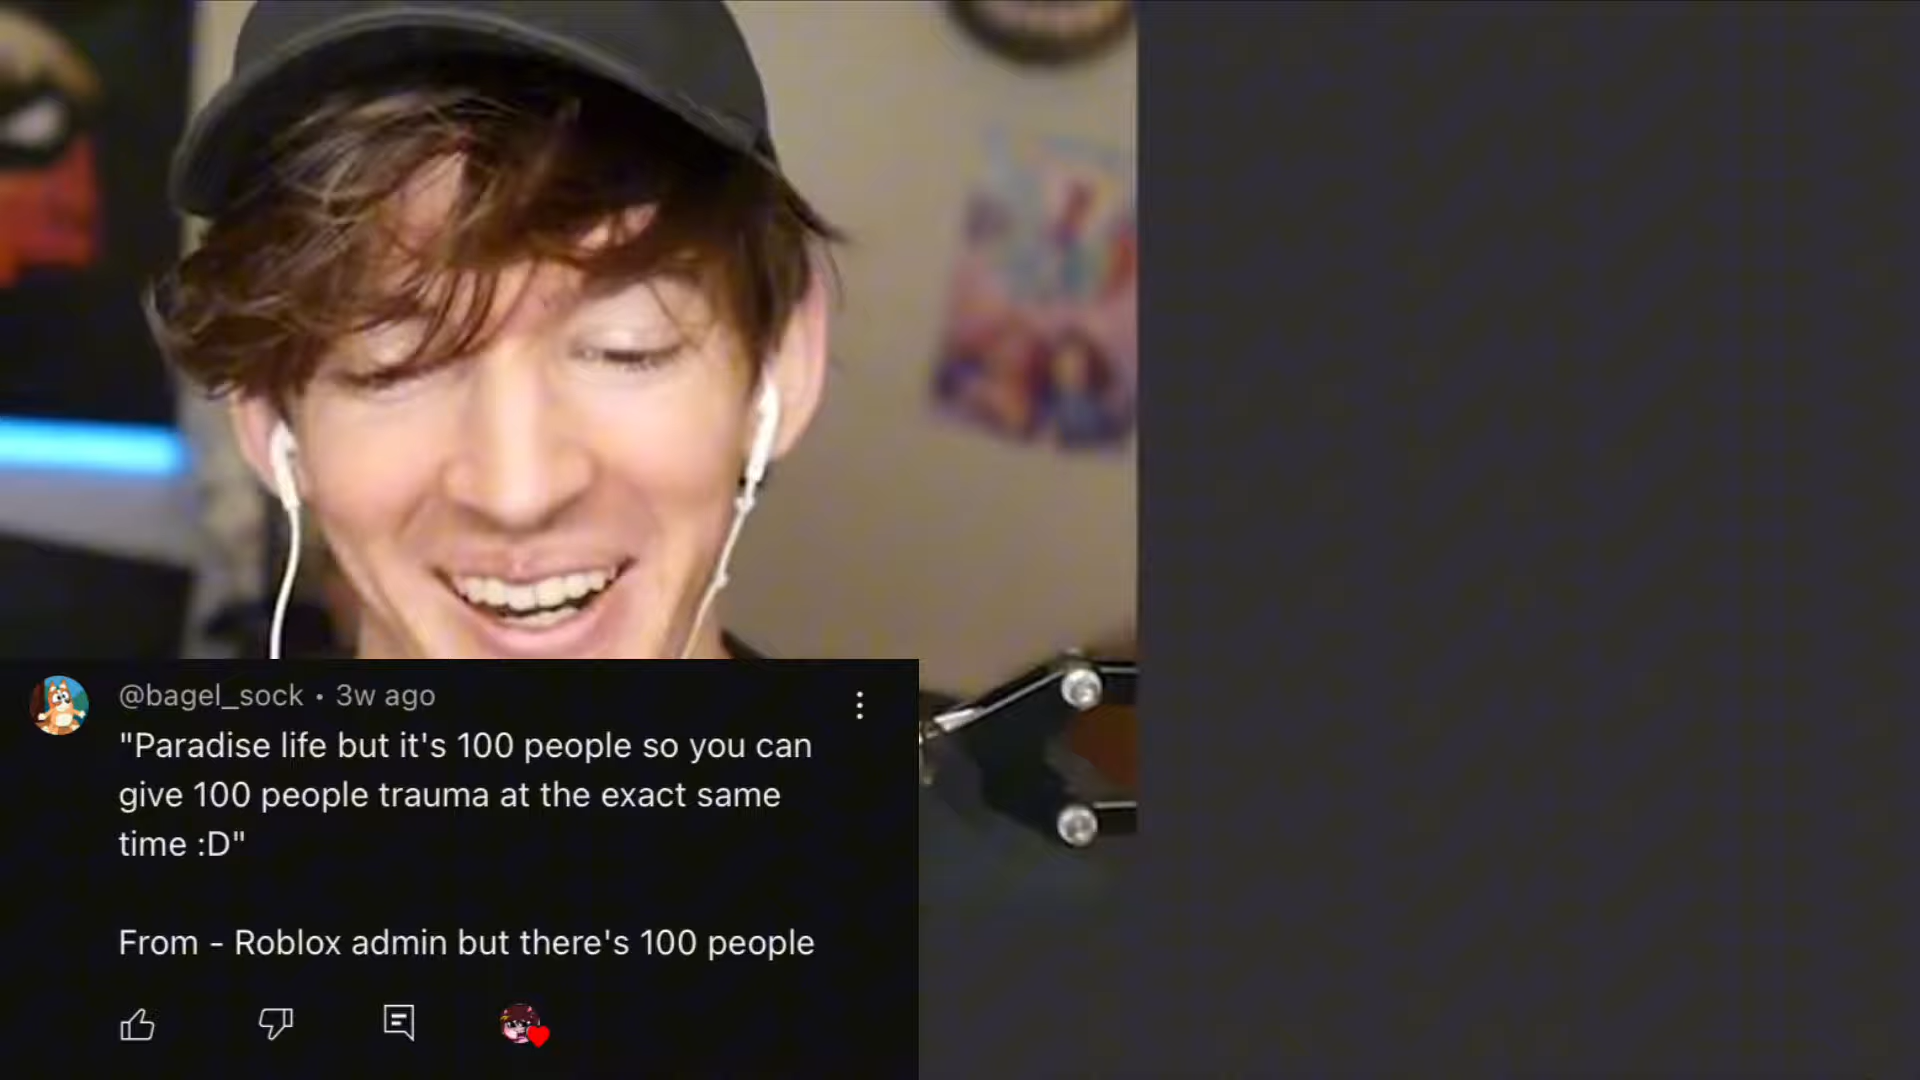 @bagel_sock • 3w ago
"Paradise life but it's 100 people so you can
give 100 people trauma at the exact same
time :D"
From - Roblox admin but there's 100 people